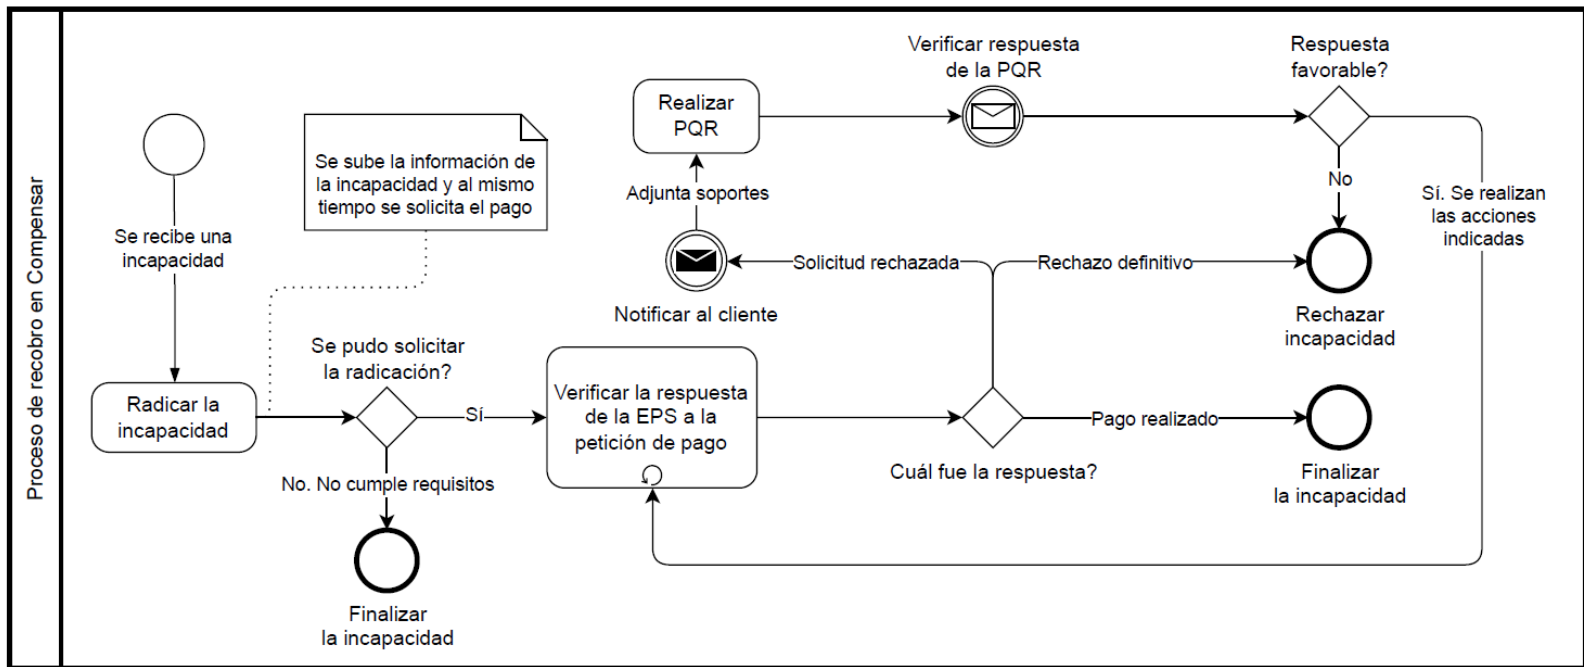 Proceso de recobro en Compensar
Se recibe una
incapacidad
Radicar la
incapacidad
Se sube la información de
la incapacidad y al mismo
tiempo se solicita el pago
Se pudo solicitar
la radicación?
Sí
No. No cumple requisitos
Finalizar
la incapacidad
Verificar la respuesta
de la EPS a la
petición de pago
Cuál fue la respuesta?
Solicitud rechazada
Notificar al cliente
Adjunta soportes
Realizar
PQR
Verificar respuesta
de la PQR
Respuesta
favorable?
No
Sí. Se realizan
las acciones
indicadas
Rechazo definitivo
Rechazar
incapacidad
Pago realizado
Finalizar
la incapacidad